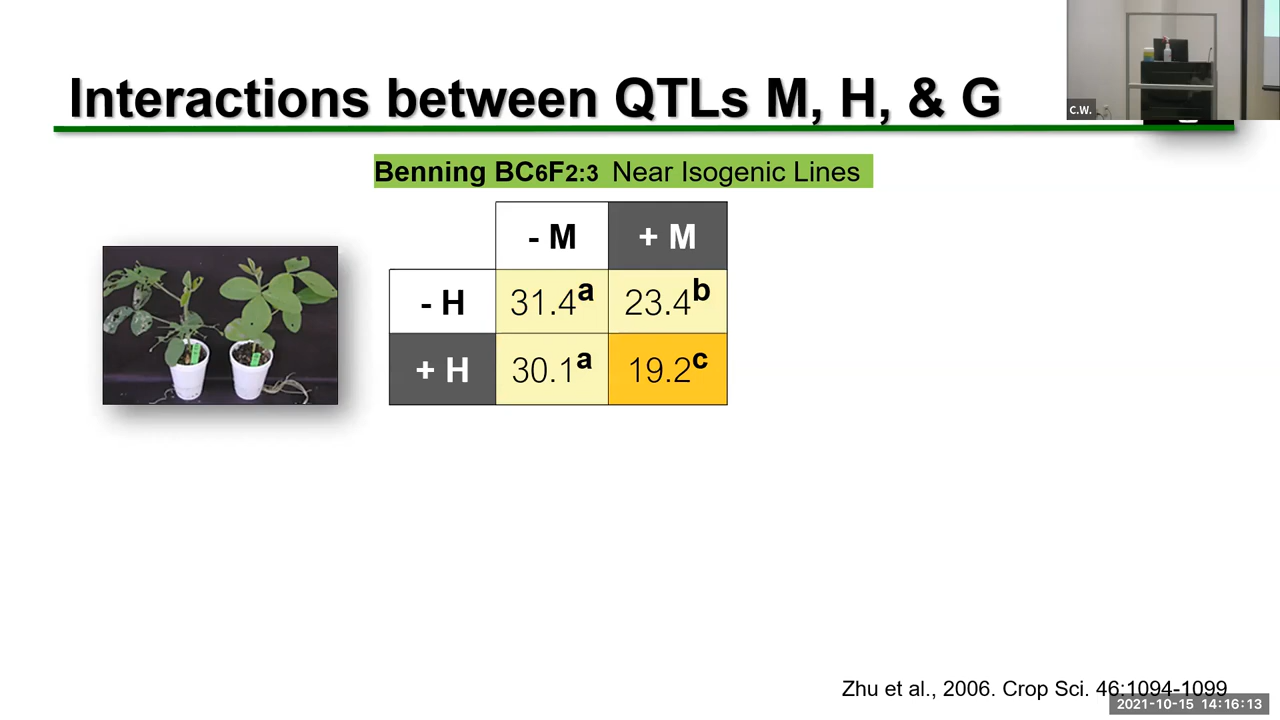 Interactions between QTLs M, H, & G
C.W.
Benning BC6F2:3 Near Isogenic Lines
- M + M
- H 31.4a 23.4b
+ H 30.1a 19.2c
Zhu et al., 2006. Crop Sci. 46:1094-1099
2021-10-15 14:16:13